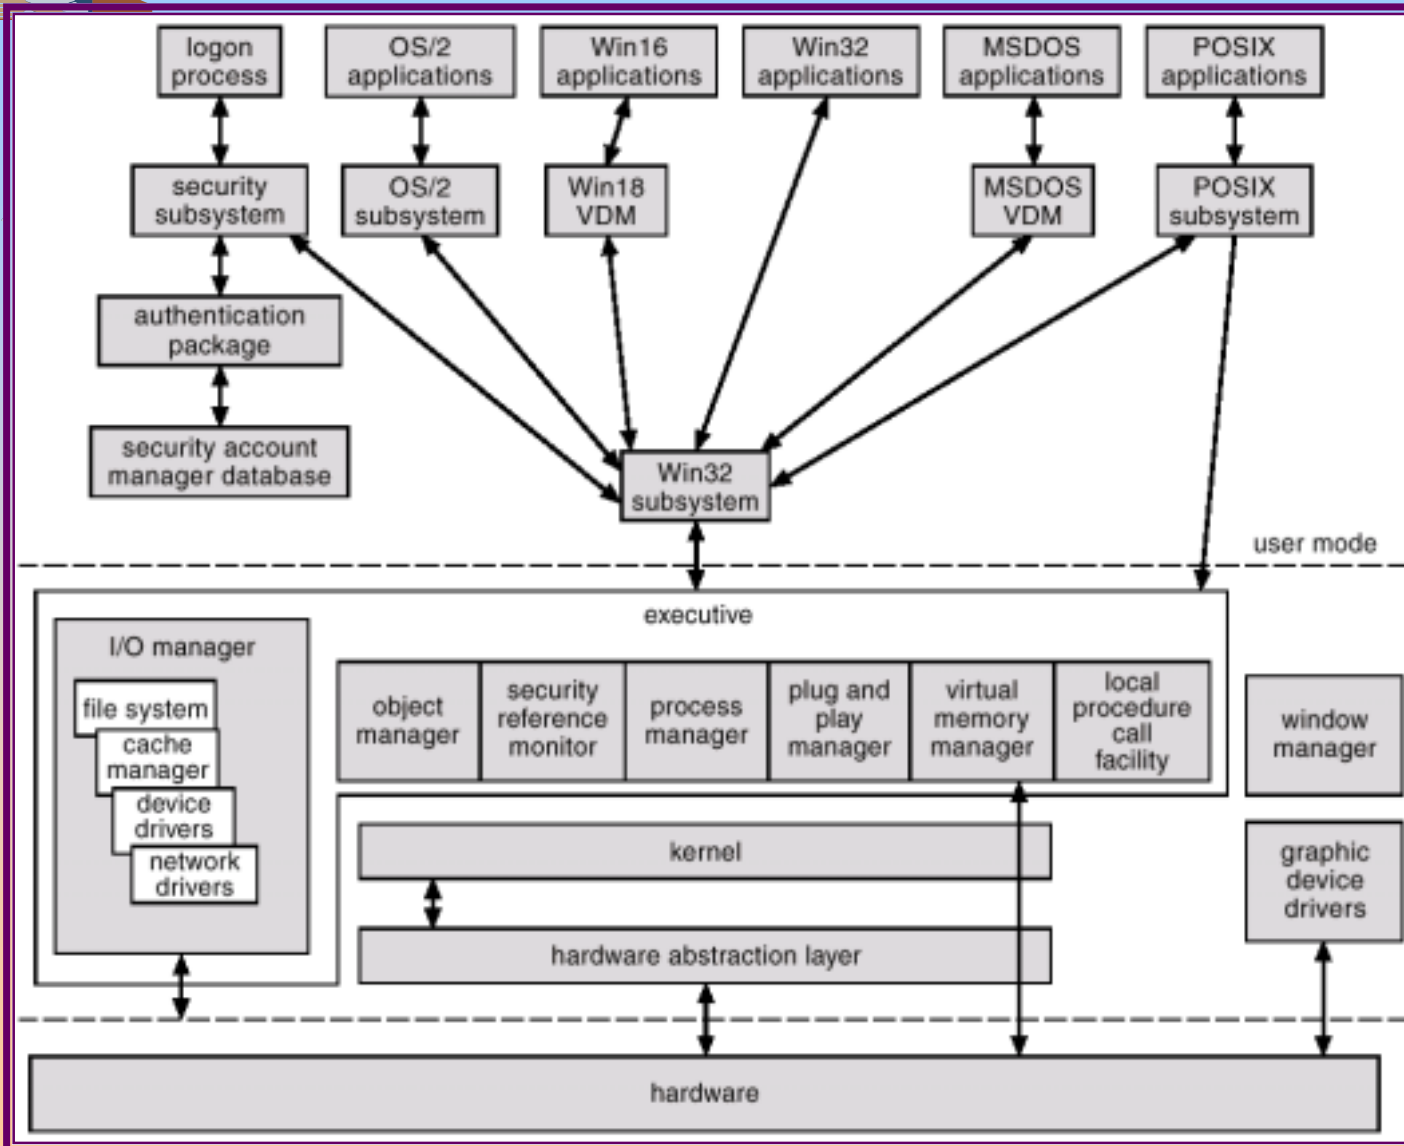 logon
process
OS/2
applications
Win16
applications
Win32
applications
MSDOS
applications
POSIX
applications
security
subsystem
OS/2
subsystem
Win18
VDM
MSDOS
VDM
POSIX
subsystem
authentication
package
security account
manager database
Win32
subsystem
user mode
executive
I/O manager
file system
cache
manager
device
drivers
network
drivers
object
manager
security
reference
monitor
process
manager
plug and
play
manager
virtual
memory
manager
local
procedure
call
facility
window
manager
kernel
graphic
device
drivers
hardware abstraction layer
hardware